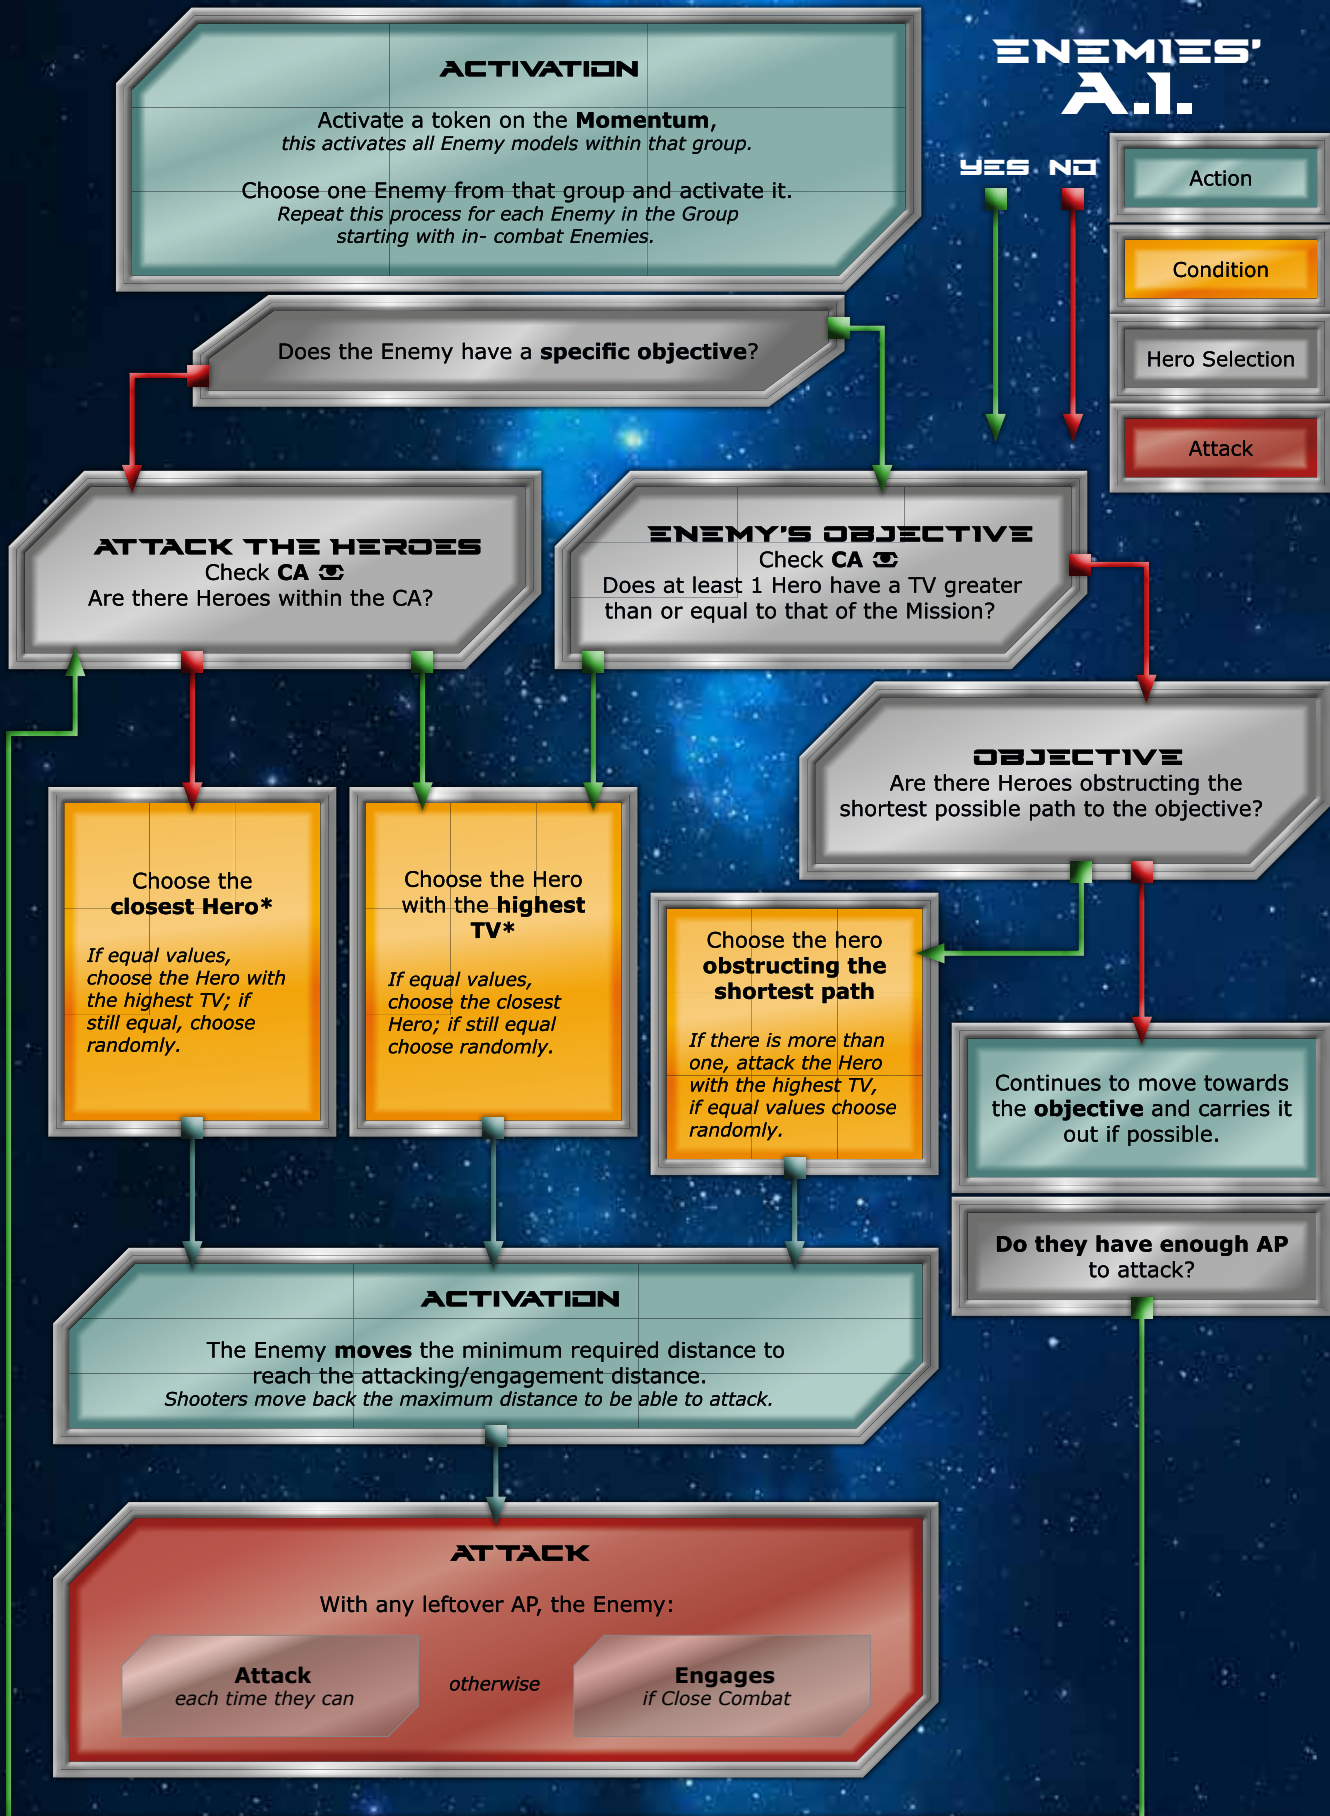 ENEMIES'
A.I.
YES NO
Action
Condition
Hero Selection
Attack
ACTIVATION
Activate a token on the Momentum,
this activates all Enemy models within that group.
Choose one Enemy from that group and activate it.
Repeat this process for each Enemy in the Group
starting with in- combat Enemies.
Does the Enemy have a specific objective?
ATTACK THE HEROES
Check CA
Are there Heroes within the CA?
ENEMY'S OBJECTIVE
Check CA
Does at least 1 Hero have a TV greater
than or equal to that of the Mission?
OBJECTIVE
Are there Heroes obstructing the
shortest possible path to the objective?
Choose the
closest Hero*
If equal values,
choose the Hero with
the highest TV; if
still equal, choose
randomly.
Choose the Hero
with the highest
TV*
If equal values,
choose the closest
Hero; if still equal
choose randomly.
Choose the hero
obstructing the
shortest path
If there is more than
one, attack the Hero
with the highest TV,
if equal values choose
randomly.
Continues to move towards
the objective and carries it
out if possible.
Do they have enough AP
to attack?
ACTIVATION
The Enemy moves the minimum required distance to
reach the attacking/engagement distance.
Shooters move back the maximum distance to be able to attack.
ATTACK
With any leftover AP, the Enemy:
Attack
each time they can
otherwise
Engages
if Close Combat